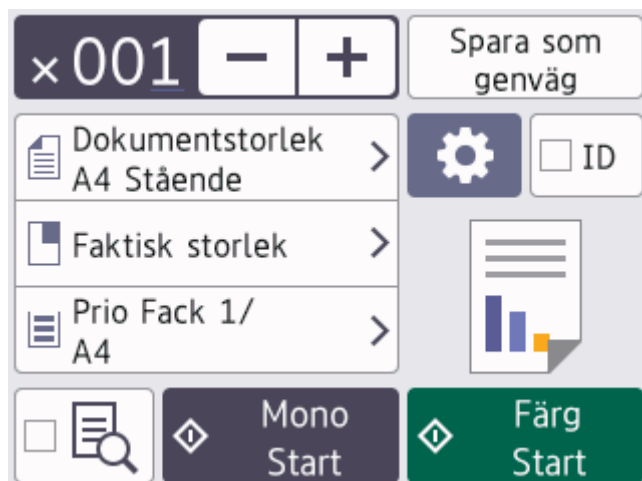 ×001 − +
Spara som
genväg
Dokumentstorlek
A4 Stående
Faktisk storlek
Prio Fack 1/
A4
ID
Mono
Start
Färg
Start